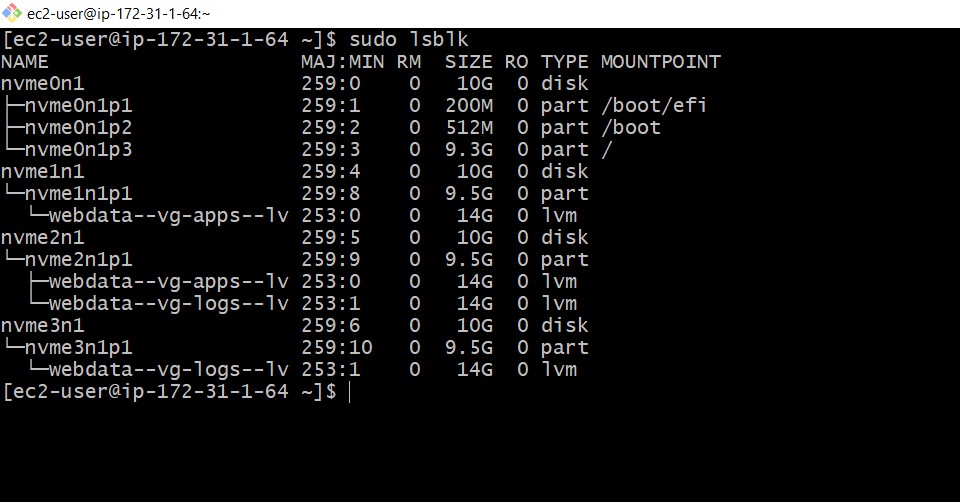 ec2-user@ip-172-31-1-64:~
[ec2-user@ip-172-31-1-64 ~]$ sudo lsblk
NAME                     MAJ:MIN RM   SIZE RO TYPE MOUNTPOINT
nvme0n1                  259:0    0    10G  0 disk
├─nvme0n1p1              259:1    0   200M  0 part /boot/efi
├─nvme0n1p2              259:2    0   512M  0 part /boot
└─nvme0n1p3              259:3    0   9.3G  0 part /
nvme1n1                  259:4    0    10G  0 disk
└─nvme1n1p1              259:8    0   9.5G  0 part
  └─webdata--vg-apps--lv 253:0    0    14G  0 lvm
nvme2n1                  259:5    0    10G  0 disk
└─nvme2n1p1              259:9    0   9.5G  0 part
  ├─webdata--vg-apps--lv 253:0    0    14G  0 lvm
  └─webdata--vg-logs--lv 253:1    0    14G  0 lvm
nvme3n1                  259:6    0    10G  0 disk
└─nvme3n1p1              259:10   0   9.5G  0 part
  └─webdata--vg-logs--lv 253:1    0    14G  0 lvm
[ec2-user@ip-172-31-1-64 ~]$